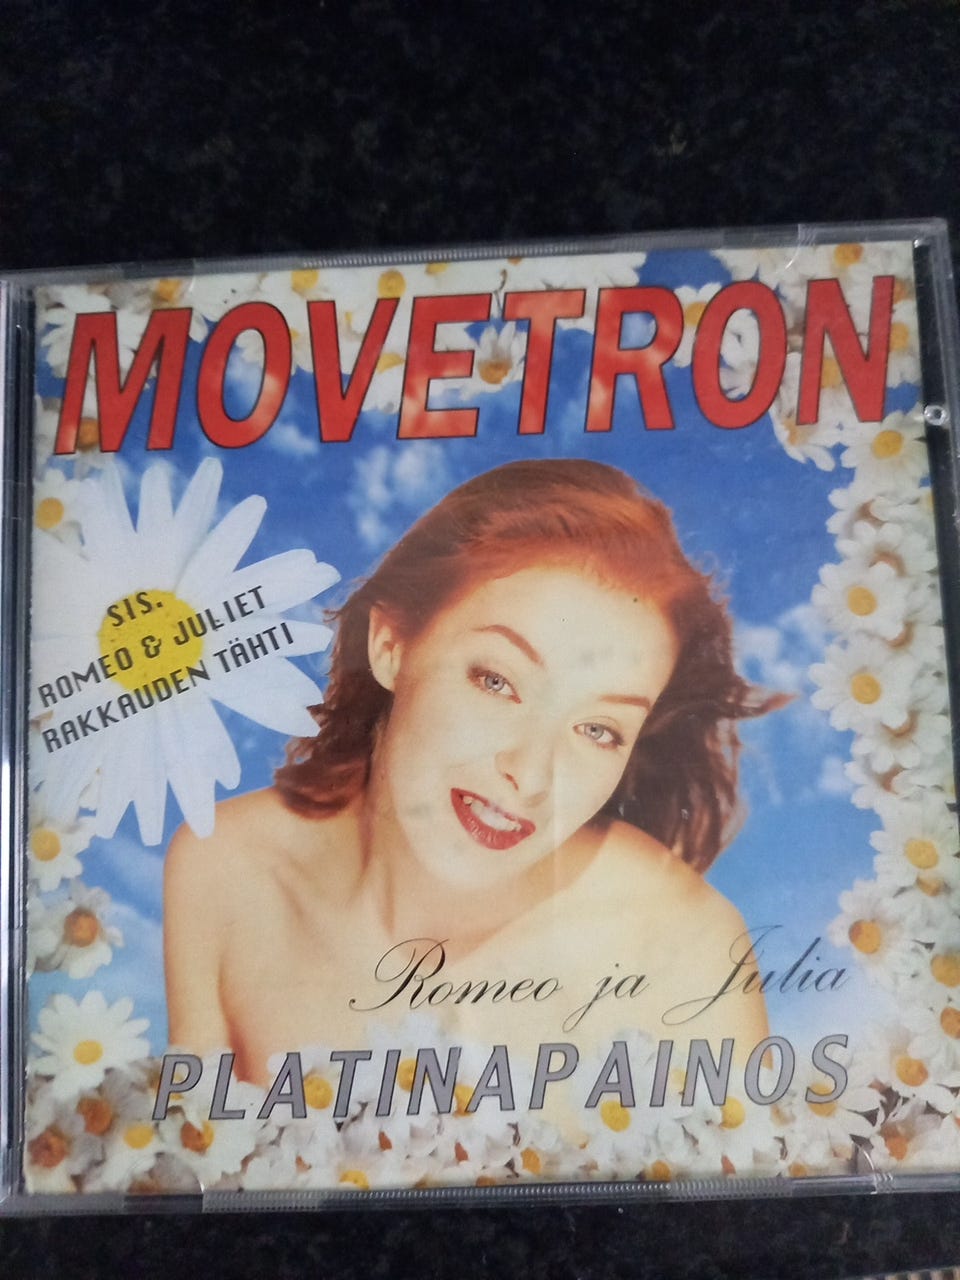 MOVETRON
SIS.
ROMEO & JULIET
RAKKAUDEN TÄHTI
Romeo ja Julia
PLATINAPAINOS